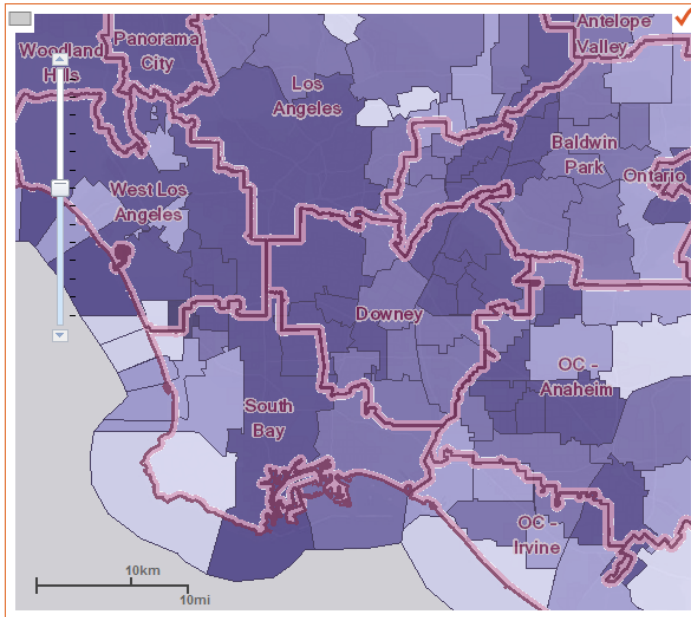 Antelope
Valley
Panorama
City
Woodland
Hills
Los
Angeles
Baldwin
Park
Ontario
West Los
Angeles
Downey
OC -
Anaheim
South
Bay
OC -
Irvine
10km
10mi